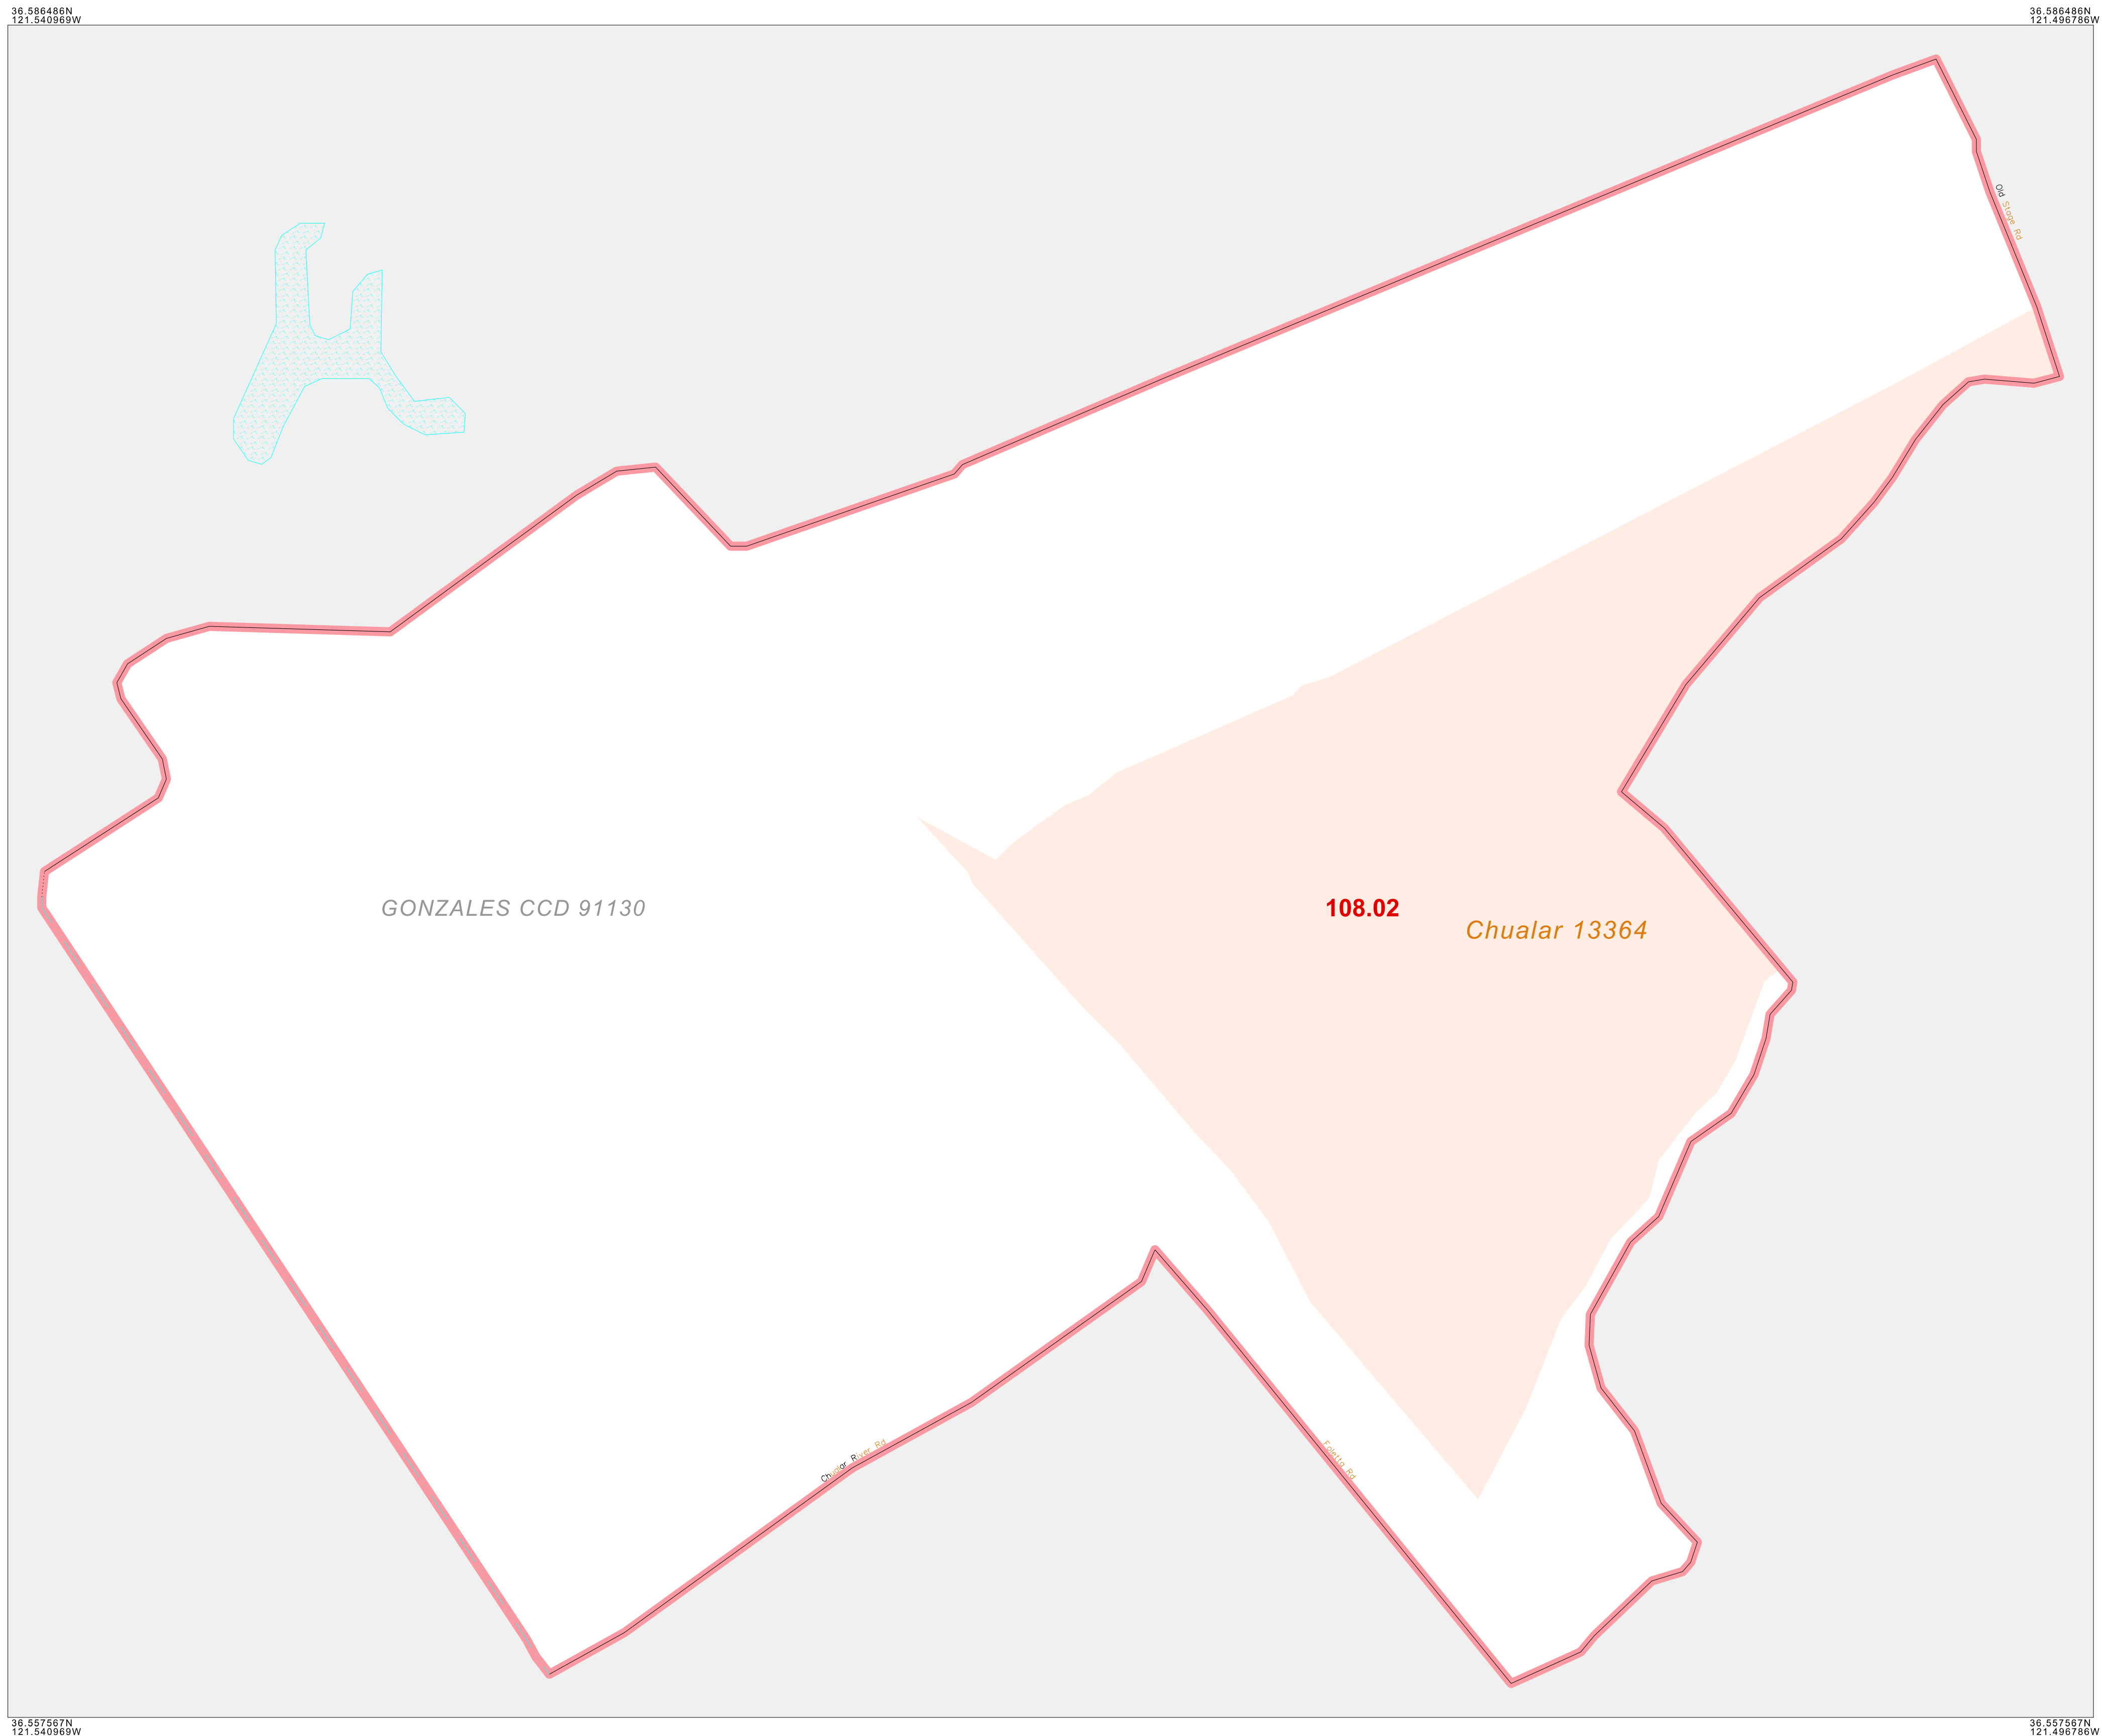 36.586486N
121.540969W
36.586486N
121.496786W
Old Stage Rd
GONZALES CCD 91130
108.02
Chualar 13364
Chualar River Rd
Foletta Rd
36.557567N
121.540969W
36.557567N
121.496786W